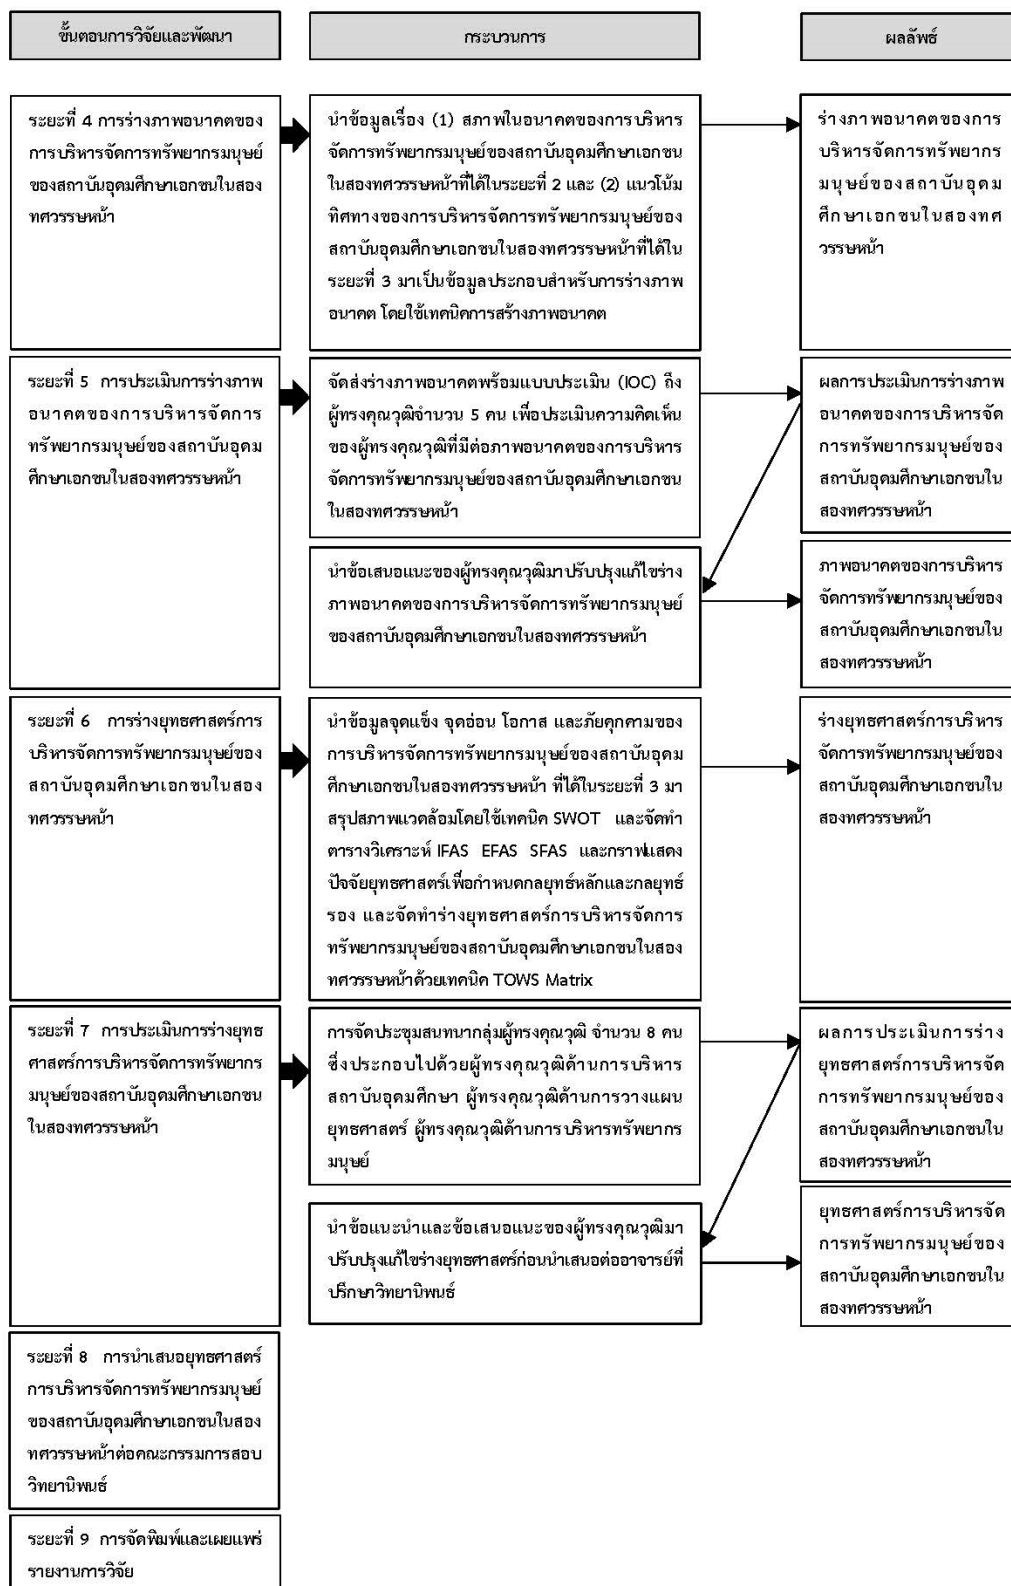 ขั้นตอนการวิจัยและพัฒนา
กระบวนการ
ผลลัพธ์
ระยะที่ 4 การร่างภาพอนาคตของ
การบริหารจัดการทรัพยากรมนุษย์
ของสถาบันอุดมศึกษาเอกชนในสอง
ทศวรรษหน้า
นำข้อมูลเรื่อง (1) สภาพในอนาคตของการบริหาร
จัดการทรัพยากรมนุษย์ของสถาบันอุดมศึกษาเอกชน
ในสองทศวรรษหน้าที่ได้ในระยะที่ 2 และ (2) แนวโน้ม
ทิศทางของการบริหารจัดการทรัพยากรมนุษย์ของ
สถาบันอุดมศึกษาเอกชนในสองทศวรรษหน้าที่ได้ใน
ระยะที่ 3 มาเป็นข้อมูลประกอบสำหรับการร่างภาพ
อนาคต โดยใช้เทคนิคการสร้างภาพอนาคต
ร่างภาพอนาคตของการ
บริหารจัดการทรัพยากร
มนุษย์ของสถาบันอุดม
ศึกษาเอกชนในสองทศ
วรรษหน้า
ระยะที่ 5 การประเมินการร่างภาพ
อนาคตของการบริหารจัดการ
ทรัพยากรมนุษย์ของสถาบันอุดม
ศึกษาเอกชนในสองทศวรรษหน้า
จัดส่งร่างภาพอนาคตพร้อมแบบประเมิน (IOC) ถึง
ผู้ทรงคุณวุฒิจำนวน 5 คน เพื่อประเมินความคิดเห็น
ของผู้ทรงคุณวุฒิที่มีต่อภาพอนาคตของการบริหาร
จัดการทรัพยากรมนุษย์ของสถาบันอุดมศึกษาเอกชน
ในสองทศวรรษหน้า
ผลการประเมินการร่างภาพ
อนาคตของการบริหารจัด
การทรัพยากรมนุษย์ของ
สถาบันอุดมศึกษาเอกชนใน
สองทศวรรษหน้า
นำข้อเสนอแนะของผู้ทรงคุณวุฒิมาปรับปรุงแก้ไขร่าง
ภาพอนาคตของการบริหารจัดการทรัพยากรมนุษย์
ของสถาบันอุดมศึกษาเอกชนในสองทศวรรษหน้า
ภาพอนาคตของการบริหาร
จัดการทรัพยากรมนุษย์ของ
สถาบันอุดมศึกษาเอกชนใน
สองทศวรรษหน้า
ระยะที่ 6 การร่างยุทธศาสตร์การ
บริหารจัดการทรัพยากรมนุษย์ของ
สถาบันอุดมศึกษาเอกชนในสอง
ทศวรรษหน้า
นำข้อมูลจุดแข็ง จุดอ่อน โอกาส และภัยคุกคามของ
การบริหารจัดการทรัพยากรมนุษย์ของสถาบันอุดม
ศึกษาเอกชนในสองทศวรรษหน้า ที่ได้ในระยะที่ 3 มา
สรุปสภาพแวดล้อมโดยใช้เทคนิค SWOT และจัดทำ
ตารางวิเคราะห์ IFAS EFAS SFAS และกราฟแสดง
ปัจจัยยุทธศาสตร์เพื่อกำหนดกลยุทธ์หลักและกลยุทธ์
รอง และจัดทำร่างยุทธศาสตร์การบริหารจัดการ
ทรัพยากรมนุษย์ของสถาบันอุดมศึกษาเอกชนในสอง
ทศวรรษหน้าด้วยเทคนิค TOWS Matrix
ร่างยุทธศาสตร์การบริหาร
จัดการทรัพยากรมนุษย์ของ
สถาบันอุดมศึกษาเอกชนใน
สองทศวรรษหน้า
ระยะที่ 7 การประเมินการร่างยุทธ
ศาสตร์การบริหารจัดการทรัพยากร
มนุษย์ของสถาบันอุดมศึกษาเอกชน
ในสองทศวรรษหน้า
การจัดประชุมสนทนากลุ่มผู้ทรงคุณวุฒิ จำนวน 8 คน
ซึ่งประกอบไปด้วยผู้ทรงคุณวุฒิด้านการบริหาร
สถาบันอุดมศึกษา ผู้ทรงคุณวุฒิด้านการวางแผน
ยุทธศาสตร์ ผู้ทรงคุณวุฒิด้านการบริหารทรัพยากร
มนุษย์
ผลการประเมินการร่าง
ยุทธศาสตร์การบริหารจัด
การทรัพยากรมนุษย์ของ
สถาบันอุดมศึกษาเอกชนใน
สองทศวรรษหน้า
นำข้อแนะนำและข้อเสนอแนะของผู้ทรงคุณวุฒิมา
ปรับปรุงแก้ไขร่างยุทธศาสตร์ก่อนนำเสนอต่ออาจารย์ที่
ปรึกษาวิทยานิพนธ์
ยุทธศาสตร์การบริหารจัด
การทรัพยากรมนุษย์ของ
สถาบันอุดมศึกษาเอกชนใน
สองทศวรรษหน้า
ระยะที่ 8 การนำเสนอยุทธศาสตร์
การบริหารจัดการทรัพยากรมนุษย์
ของสถาบันอุดมศึกษาเอกชนในสอง
ทศวรรษหน้าต่อคณะกรรมการสอบ
วิทยานิพนธ์
ระยะที่ 9 การจัดพิมพ์และเผยแพร่
รายงานการวิจัย